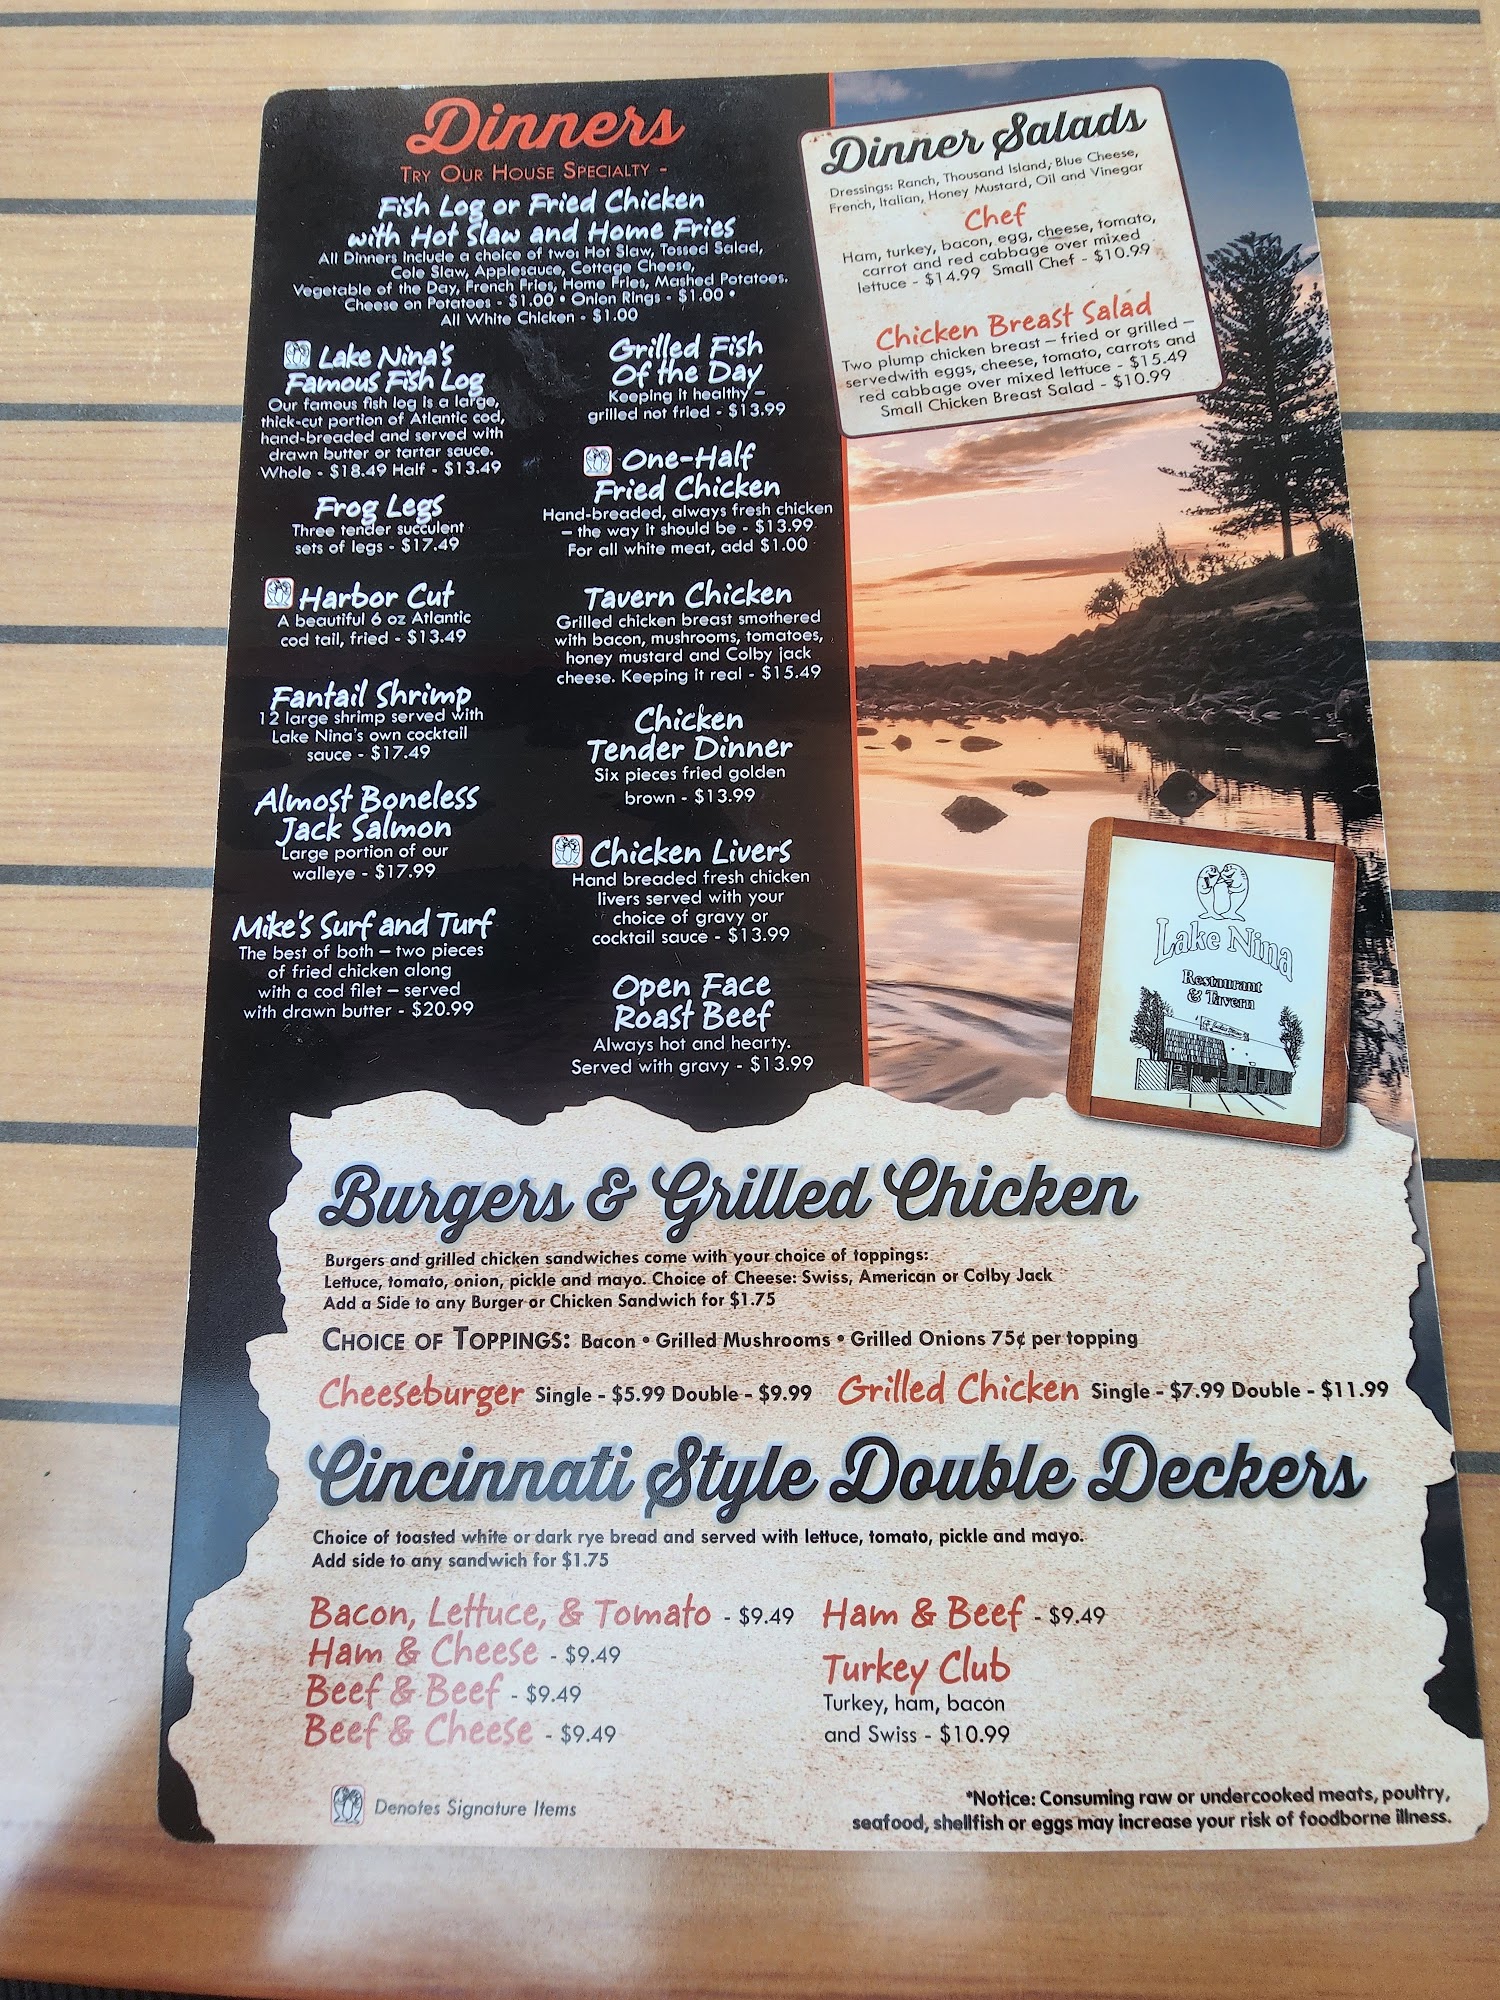 Dinners
Try Our House Specialty -
Fish Log or Fried Chicken
with Hot Slaw and Home Fries
All Dinners include a choice of two: Hot Slaw, Tossed Salad,
Cole Slaw, Applesauce, Cottage Cheese,
Vegetable of the Day, French Fries, Home Fries, Mashed Potatoes.
Cheese on Potatoes - $1.00 • Onion Rings - $1.00 •
All White Chicken - $1.00
Lake Nina's
Famous Fish Log
Our famous fish log is a large,
thick-cut portion of Atlantic cod,
hand-breaded and served with
drawn butter or tartar sauce.
Whole - $18.49 Half - $13.49
Frog Legs
Three tender succulent
sets of legs - $17.49
Harbor Cut
A beautiful 6 oz Atlantic
cod tail, fried - $13.49
Fantail Shrimp
12 large shrimp served with
Lake Nina's own cocktail
sauce - $17.49
Almost Boneless
Jack Salmon
Large portion of our
walleye - $17.99
Mike's Surf and Turf
The best of both – two pieces
of fried chicken along
with a cod filet – served
with drawn butter - $20.99
Grilled Fish
Of the Day
Keeping it healthy –
grilled not fried - $13.99
One-Half
Fried Chicken
Hand-breaded, always fresh chicken
– the way it should be - $13.99
For all white meat, add $1.00
Tavern Chicken
Grilled chicken breast smothered
with bacon, mushrooms, tomatoes,
honey mustard and Colby jack
cheese. Keeping it real - $15.49
Chicken
Tender Dinner
Six pieces fried golden
brown - $13.99
Chicken Livers
Hand breaded fresh chicken
livers served with your
choice of gravy or
cocktail sauce - $13.99
Open Face
Roast Beef
Always hot and hearty.
Served with gravy - $13.99
Dinner Salads
Dressings: Ranch, Thousand Island, Blue Cheese,
French, Italian, Honey Mustard, Oil and Vinegar
Chef
Ham, turkey, bacon, egg, cheese, tomato,
carrot and red cabbage over mixed
lettuce - $14.99 Small Chef - $10.99
Chicken Breast Salad
Two plump chicken breast – fried or grilled –
servedwith eggs, cheese, tomato, carrots and
red cabbage over mixed lettuce - $15.49
Small Chicken Breast Salad - $10.99
Lake Nina
Restaurant
& Tavern
Burgers & Grilled Chicken
Burgers and grilled chicken sandwiches come with your choice of toppings:
Lettuce, tomato, onion, pickle and mayo. Choice of Cheese: Swiss, American or Colby Jack
Add a Side to any Burger or Chicken Sandwich for $1.75
Choice of Toppings: Bacon • Grilled Mushrooms • Grilled Onions 75¢ per topping
Cheeseburger Single - $5.99 Double - $9.99 Grilled Chicken Single - $7.99 Double - $11.99
Cincinnati Style Double Deckers
Choice of toasted white or dark rye bread and served with lettuce, tomato, pickle and mayo.
Add side to any sandwich for $1.75
Bacon, Lettuce, & Tomato - $9.49
Ham & Cheese - $9.49
Beef & Beef - $9.49
Beef & Cheese - $9.49
Ham & Beef - $9.49
Turkey Club
Turkey, ham, bacon
and Swiss - $10.99
Denotes Signature Items
*Notice: Consuming raw or undercooked meats, poultry,
seafood, shellfish or eggs may increase your risk of foodborne illness.